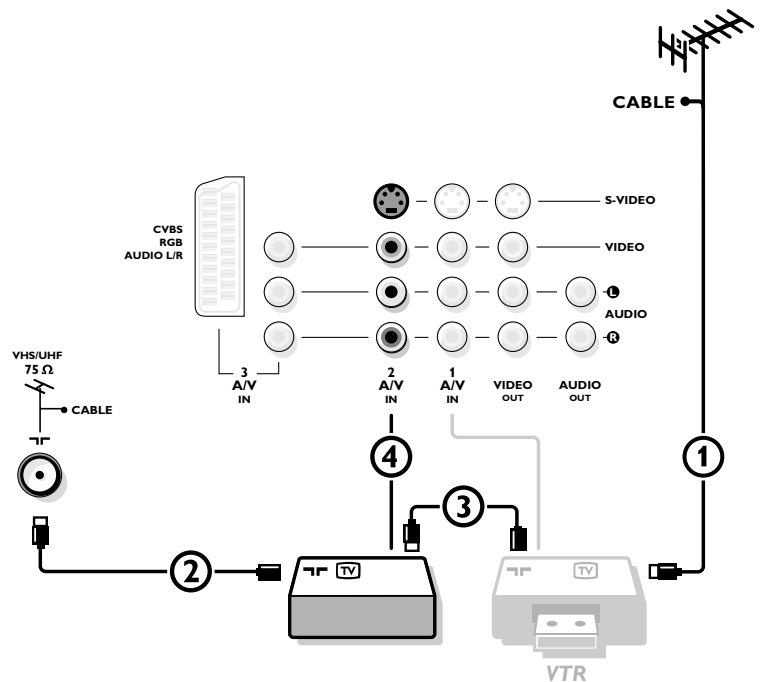 CABLE
S-VIDEO
CVBS
RGB
AUDIO L/R
VIDEO
L
AUDIO
R
VHS/UHF
75 Ω
CABLE
3
A/V
IN
2
A/V
IN
1
A/V
IN
VIDEO
OUT
AUDIO
OUT
4
1
3
2
TV
TV
VTR